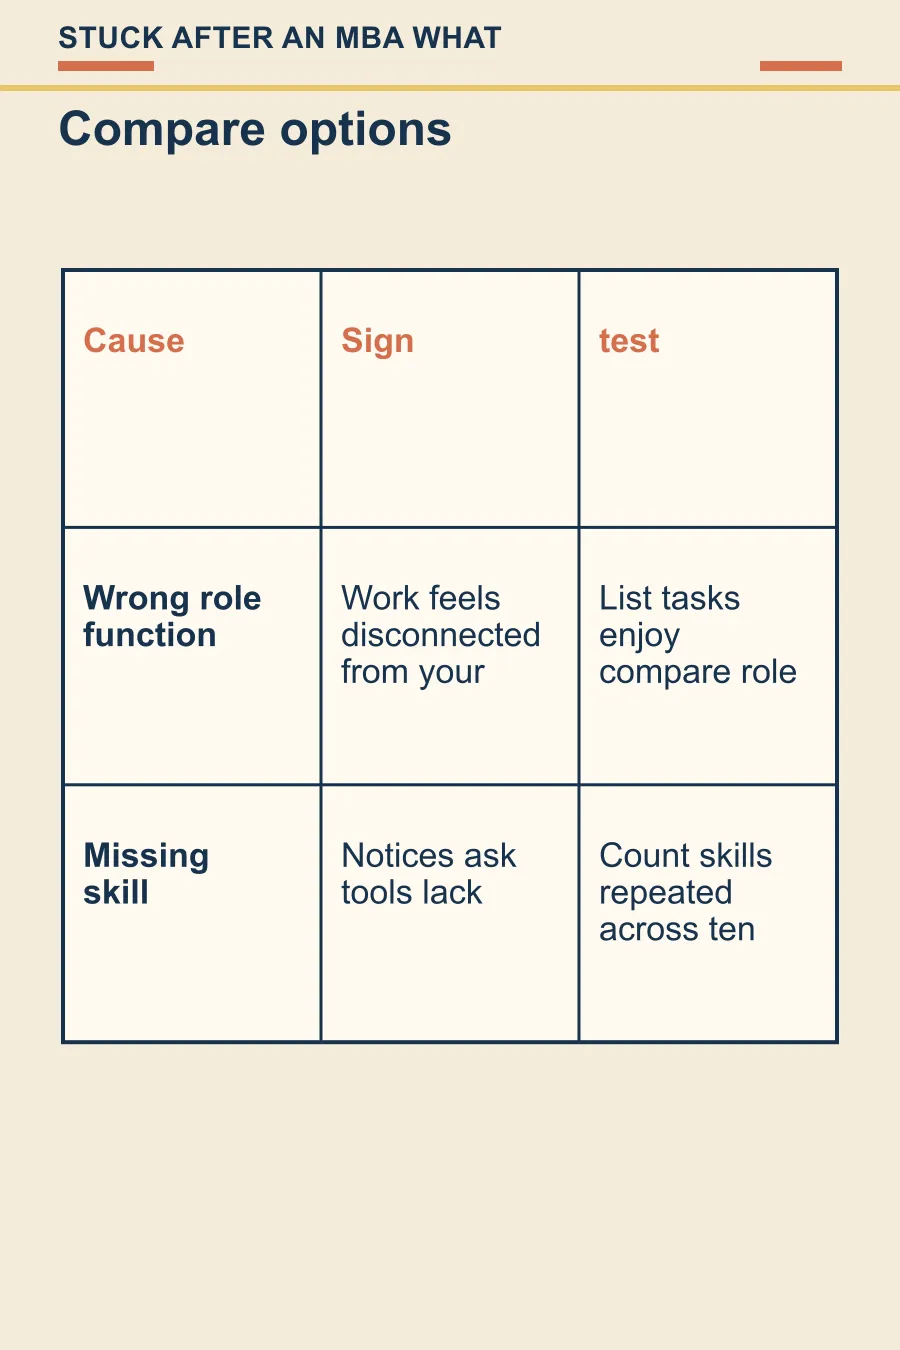 STUCK AFTER AN MBA WHAT
Compare options
Cause
Sign
test
Wrong role
function
Work feels
disconnected
from your
List tasks
enjoy
compare role
Missing
skill
Notices ask
tools lack
Count skills
repeated
across ten